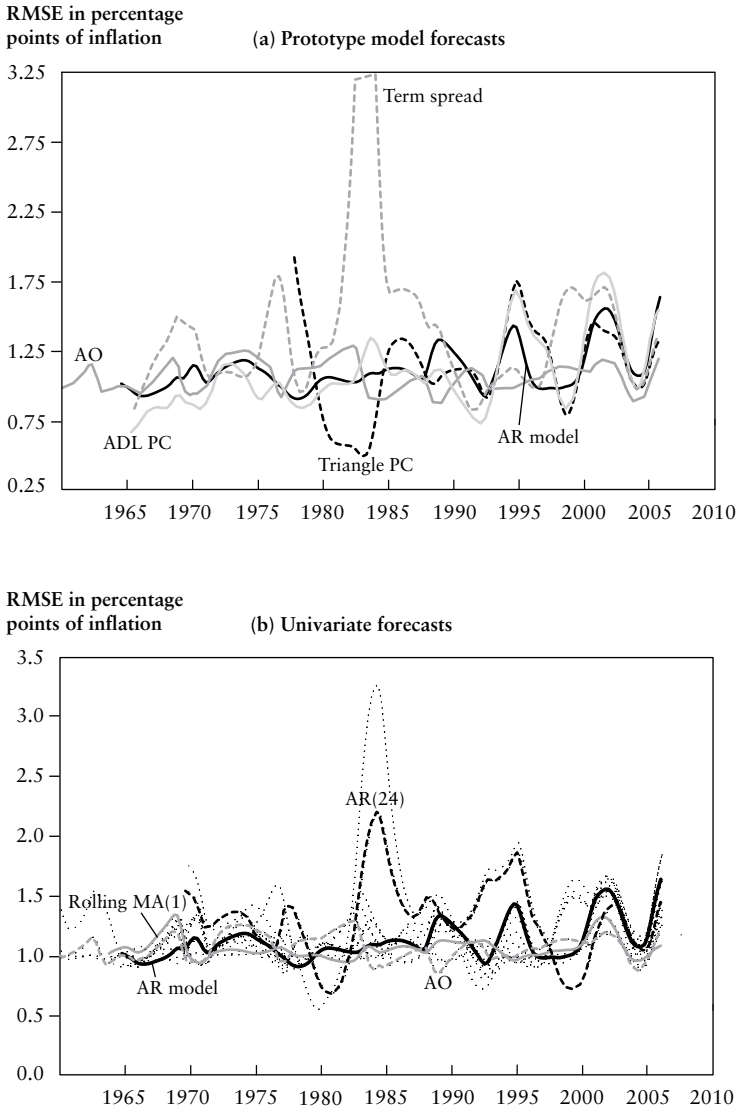 RMSE in percentage
points of inflation
(a) Prototype model forecasts
3.25
2.75
2.25
1.75
1.25
0.75
0.25
Term spread
AO
ADL PC
Triangle PC
AR model
1965 1970 1975 1980 1985 1990 1995 2000 2005 2010
RMSE in percentage
points of inflation
(b) Univariate forecasts
3.5
3.0
2.5
2.0
1.5
1.0
0.5
0.0
AR(24)
Rolling MA(1)
AR model
AO
1965 1970 1975 1980 1985 1990 1995 2000 2005 2010